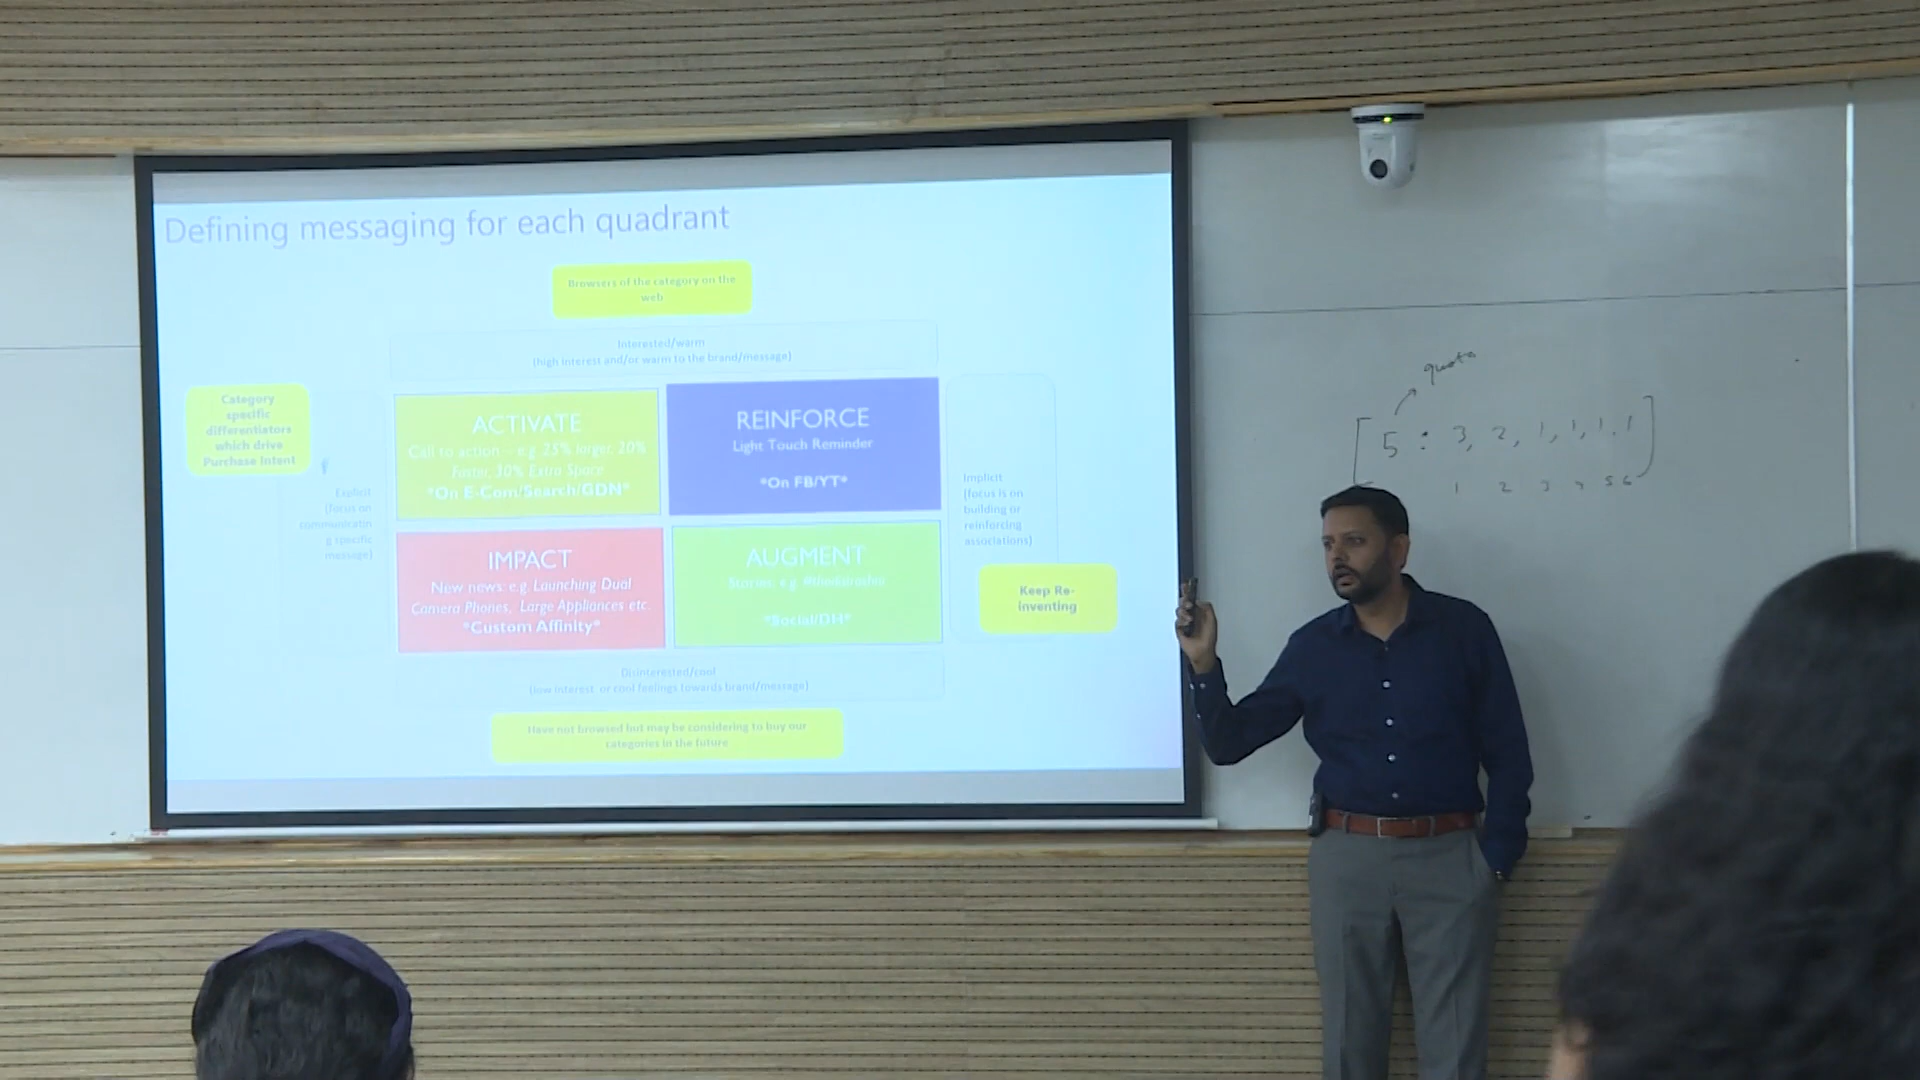 Defining messaging for each quadrant
Browsers of the category on the
web
Interested/warm
(high interest and/or warm to the brand/message)
Category
specific
differentiators
which drive
Purchase Intent
Explicit
(focus on
communicatin
g specific
message)
ACTIVATE
Call to action - e.g. 25% larger, 20%
Faster, 30% Extra Space
*On E-Com/Search/GDN*
REINFORCE
Light Touch Reminder
*On FB/YT*
IMPACT
New news: e.g. Launching Dual
Camera Phones, Large Appliances etc.
*Custom Affinity*
AUGMENT
Stories: e.g.
*Social/DH*
Implicit
(focus is on
building or
reinforcing
associations)
Keep Re-
inventing
Disinterested/cool
(low interest or cool feelings towards brand/message)
Have not browsed but may be considering to buy our
categories in the future
quota
[5 : 3, 2, 1, 1, 1, 1]
1 2 3 4 5 6